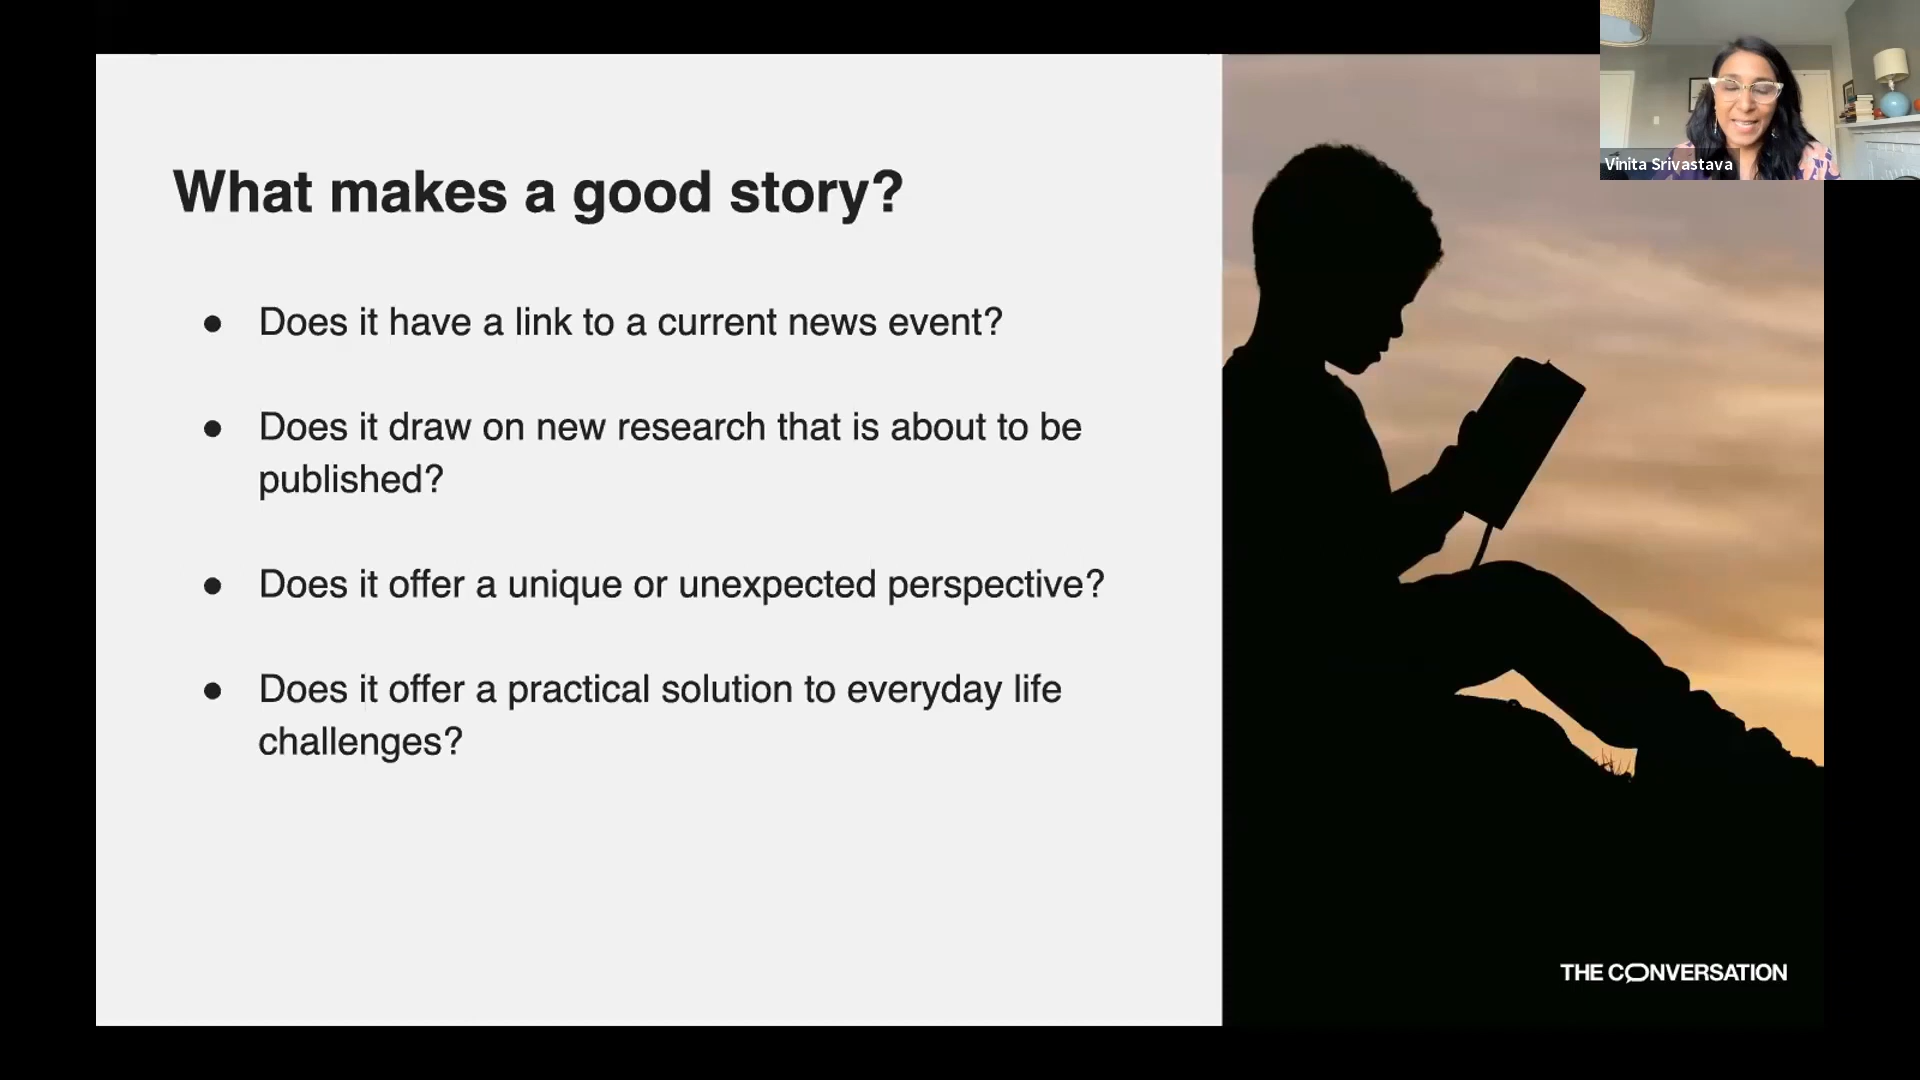 What makes a good story?
● Does it have a link to a current news event?
● Does it draw on new research that is about to be
published?
● Does it offer a unique or unexpected perspective?
● Does it offer a practical solution to everyday life
challenges?
Vinita Srivastava
THE CONVERSATION